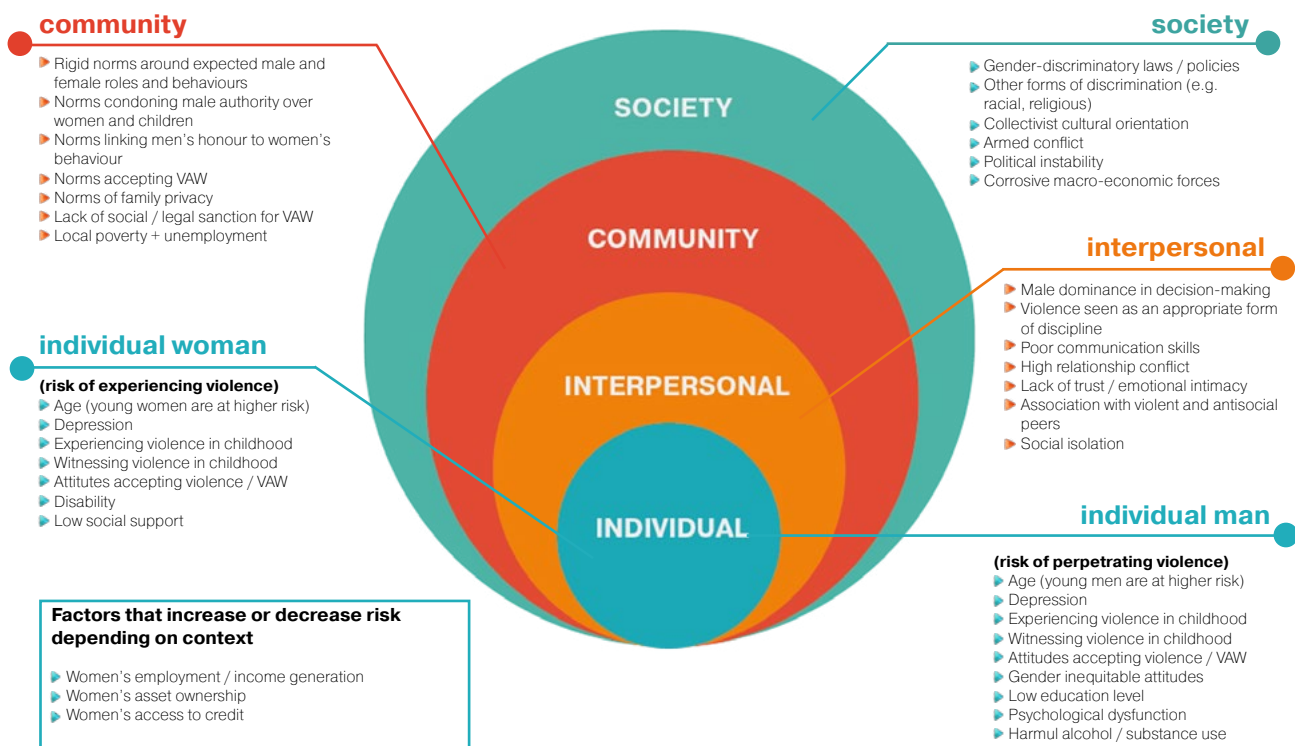 community
Rigid norms around expected male and
female roles and behaviours
Norms condoning male authority over
women and children
Norms linking men's honour to women's
behaviour
Norms accepting VAW
Norms of family privacy
Lack of social / legal sanction for VAW
Local poverty + unemployment
individual woman
(risk of experiencing violence)
Age (young women are at higher risk)
Depression
Experiencing violence in childhood
Witnessing violence in childhood
Attitutes accepting violence / VAW
Disability
Low social support
Factors that increase or decrease risk
depending on context
Women's employment / income generation
Women's asset ownership
Women's access to credit
SOCIETY
COMMUNITY
INTERPERSONAL
INDIVIDUAL
society
Gender-discriminatory laws / policies
Other forms of discrimination (e.g.
racial, religious)
Collectivist cultural orientation
Armed conflict
Political instability
Corrosive macro-economic forces
interpersonal
Male dominance in decision-making
Violence seen as an appropriate form
of discipline
Poor communication skills
High relationship conflict
Lack of trust / emotional intimacy
Association with violent and antisocial
peers
Social isolation
individual man
(risk of perpetrating violence)
Age (young men are at higher risk)
Depression
Experiencing violence in childhood
Witnessing violence in childhood
Attitudes accepting violence / VAW
Gender inequitable attitudes
Low education level
Psychological dysfunction
Harmul alcohol / substance use